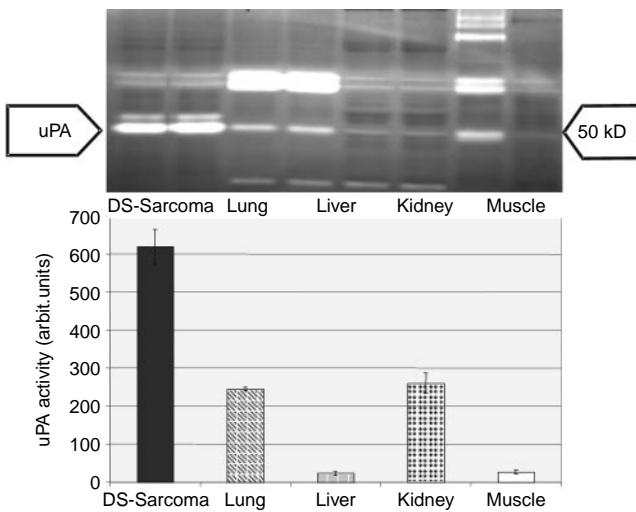 uPA
50 kD
DS-Sarcoma Lung Liver Kidney Muscle
700
600
500
400
300
200
100
0
uPA activity (arbit.units)
DS-Sarcoma Lung Liver Kidney Muscle